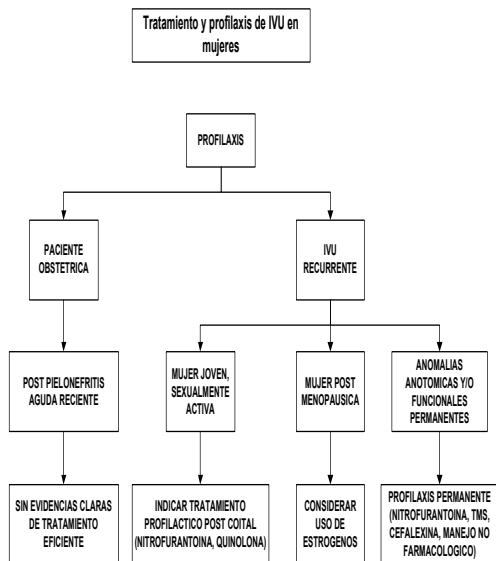 Tratamiento y profilaxis de IVU en
mujeres
PROFILAXIS
PACIENTE
OBSTETRICA
IVU
RECURRENTE
POST PIELONEFRITIS
AGUDA RECIENTE
MUJER JOVEN,
SEXUALMENTE
ACTIVA
MUJER POST
MENOPAUSICA
ANOMALIAS
ANOTOMICAS Y/O
FUNCIONALES
PERMANENTES
SIN EVIDENCIAS CLARAS
DE TRATAMIENTO
EFICIENTE
INDICAR TRATAMIENTO
PROFILACTICO POST COITAL
(NITROFURANTOINA, QUINOLONA)
CONSIDERAR
USO DE
ESTROGENOS
PROFILAXIS PERMANENTE
(NITROFURANTOINA, TMS,
CEFALEXINA, MANEJO NO
FARMACOLOGICO)